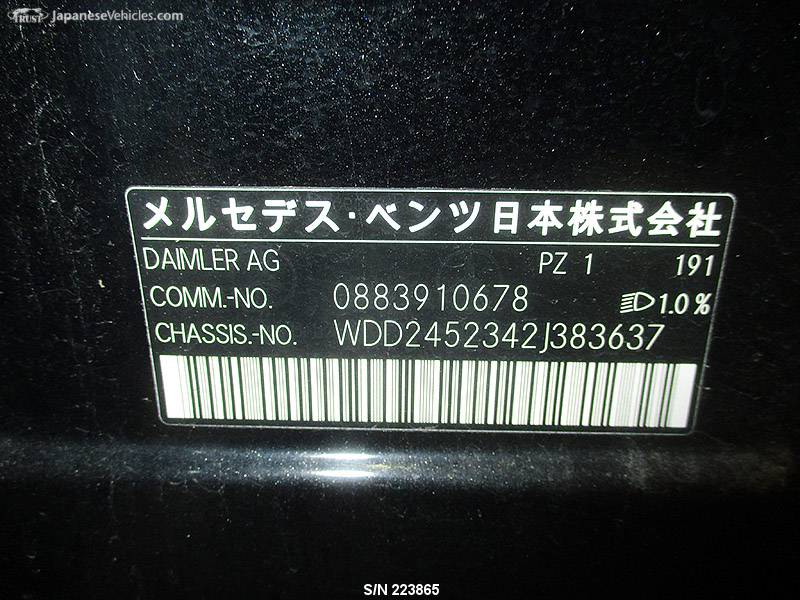 TRUST JapaneseVehicles.com
メルセデス・ベンツ日本株式会社
DAIMLER AG PZ 1 191
COMM.-NO. 0883910678 1.0%
CHASSIS.-NO. WDD2452342J383637
S/N 223865